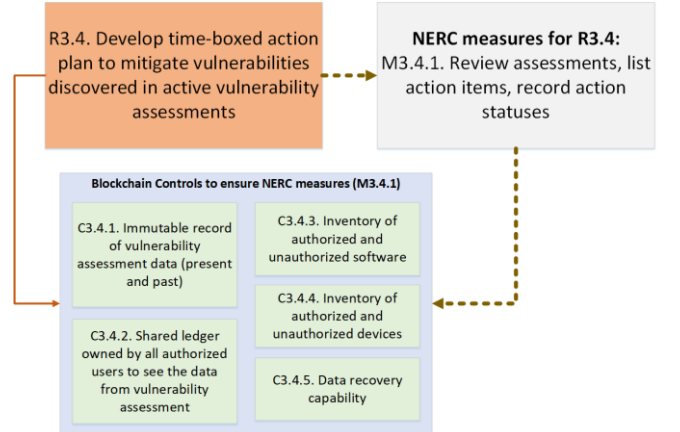 R3.4. Develop time-boxed action
plan to mitigate vulnerabilities
discovered in active vulnerability
assessments
NERC measures for R3.4:
M3.4.1. Review assessments, list
action items, record action
statuses
Blockchain Controls to ensure NERC measures (M3.4.1)
C3.4.1. Immutable record
of vulnerability
assessment data (present
and past)
C3.4.2. Shared ledger
owned by all authorized
users to see the data
from vulnerability
assessment
C3.4.3. Inventory of
authorized and
unauthorized software
C3.4.4. Inventory of
authorized and
unauthorized devices
C3.4.5. Data recovery
capability